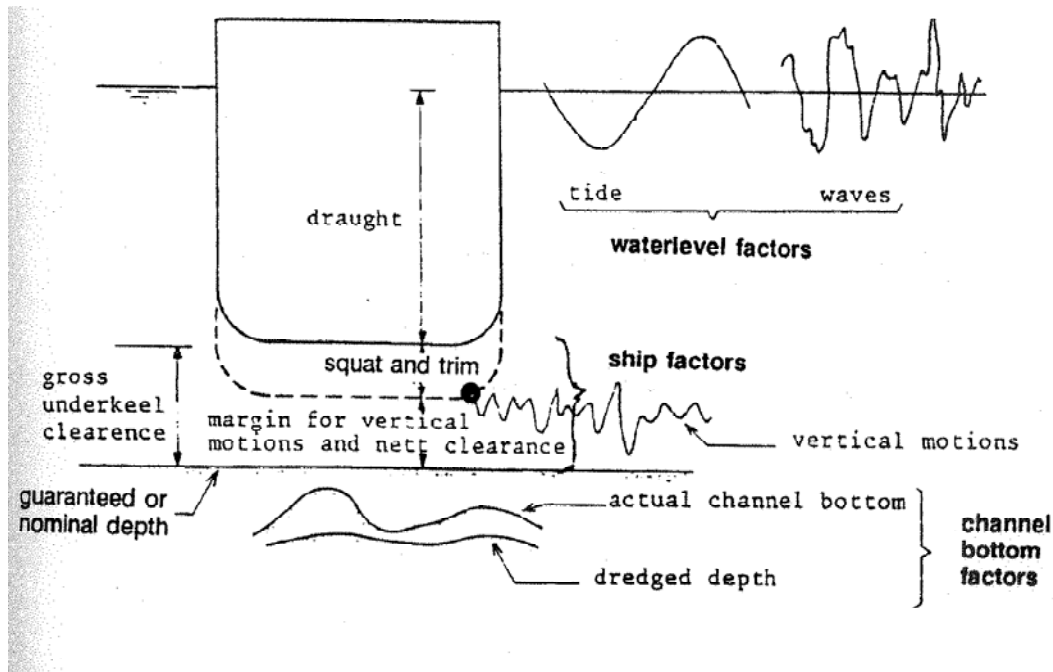 tide
waves
waterlevel factors
draught
squat and trim
ship factors
gross
underkeel
clearence
margin for vertical
motions and nett clearance
vertical motions
guaranteed or
nominal depth
actual channel bottom
dredged depth
channel
bottom
factors